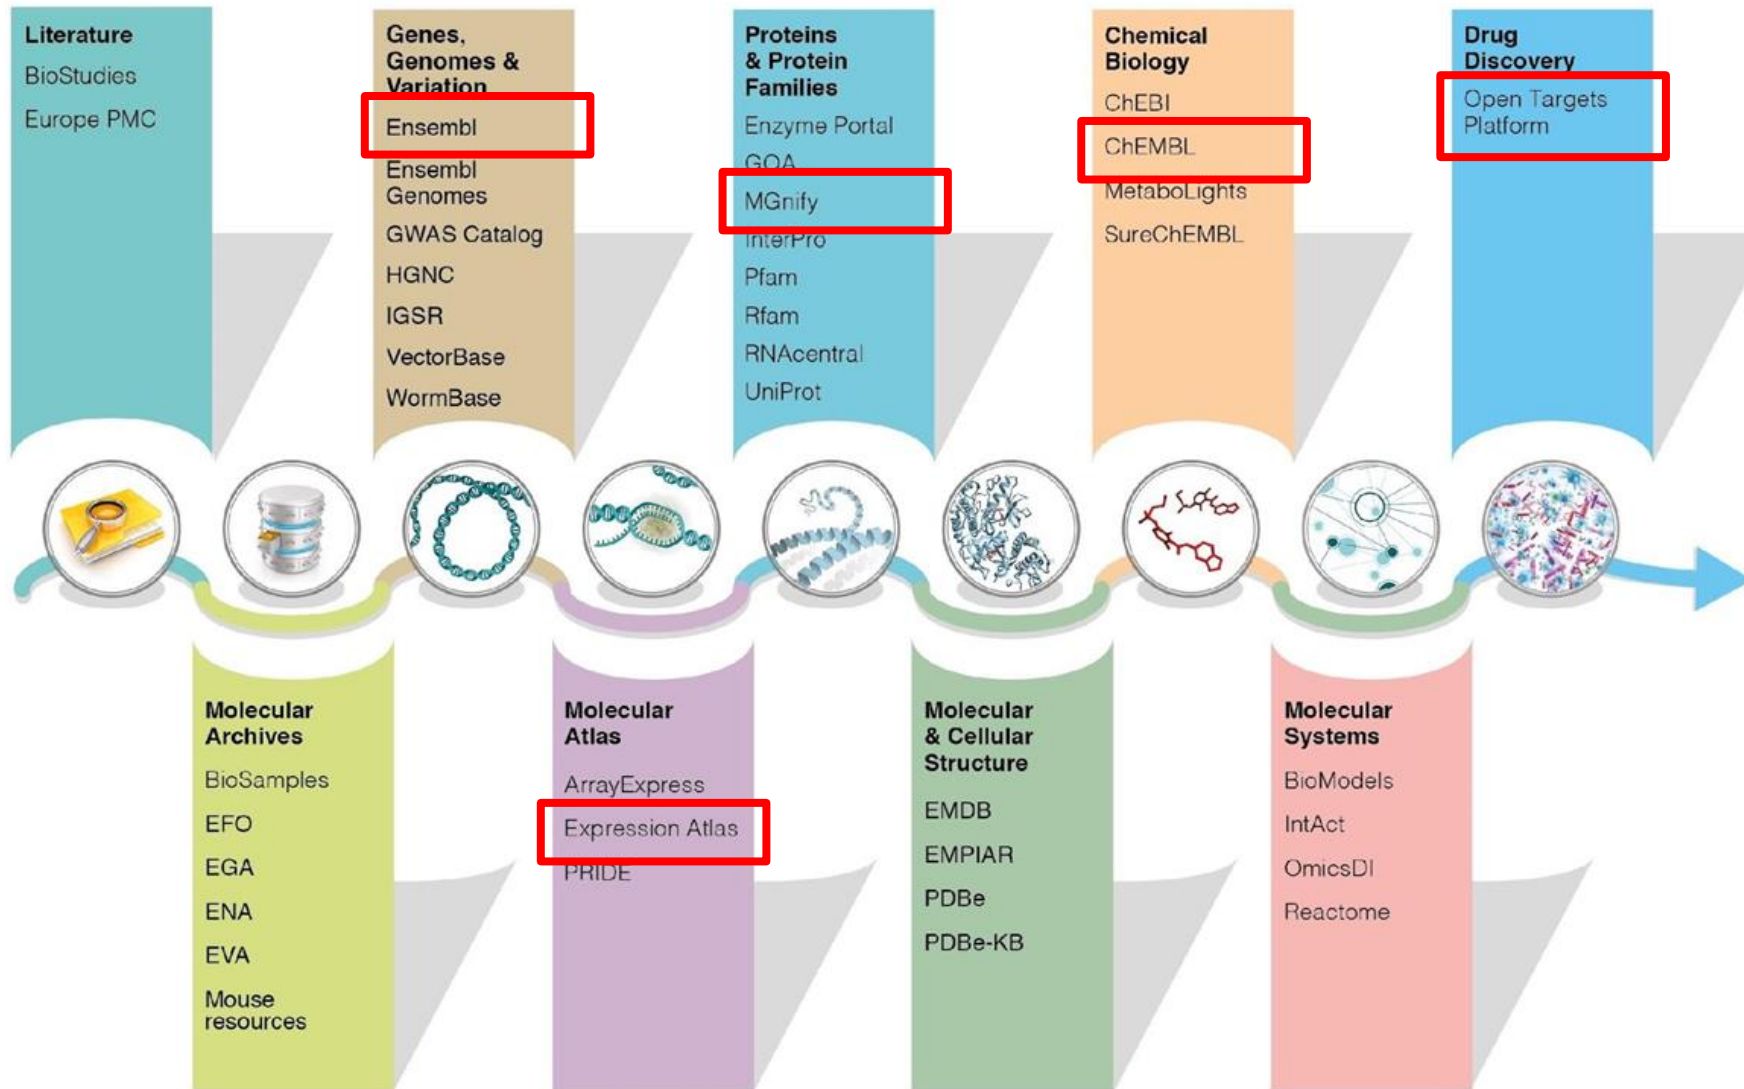 Literature
BioStudies
Europe PMC
Genes,
Genomes &
Variation
Ensembl
Ensembl
Genomes
GWAS Catalog
HGNC
IGSR
VectorBase
WormBase
Proteins
& Protein
Families
Enzyme Portal
GOA
MGnify
InterPro
Pfam
Rfam
RNAcentral
UniProt
Chemical
Biology
ChEBI
ChEMBL
MetaboLights
SureChEMBL
Drug
Discovery
Open Targets
Platform
Molecular
Archives
BioSamples
EFO
EGA
ENA
EVA
Mouse
resources
Molecular
Atlas
ArrayExpress
Expression Atlas
PRIDE
Molecular
& Cellular
Structure
EMDB
EMPIAR
PDBe
PDBe-KB
Molecular
Systems
BioModels
IntAct
OmicsDI
Reactome